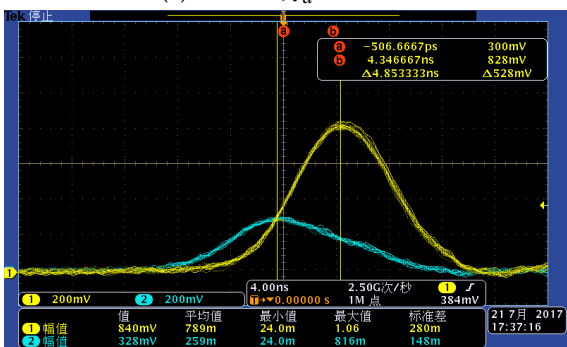 Tek 停止
a b
a −506.6667ps 300mV
b 4.346667ns 828mV
Δ4.853333ns Δ528mV
1
1 200mV 2 200mV
4.00ns 2.50G次/秒 1
T→▼0.00000 s 1M 点 384mV
值 平均值 最小值 最大值 标准差
1 幅值 840mV 789m 24.0m 1.06 280m
2 幅值 328mV 259m 24.0m 816m 148m
21 7月 2017
17:37:16